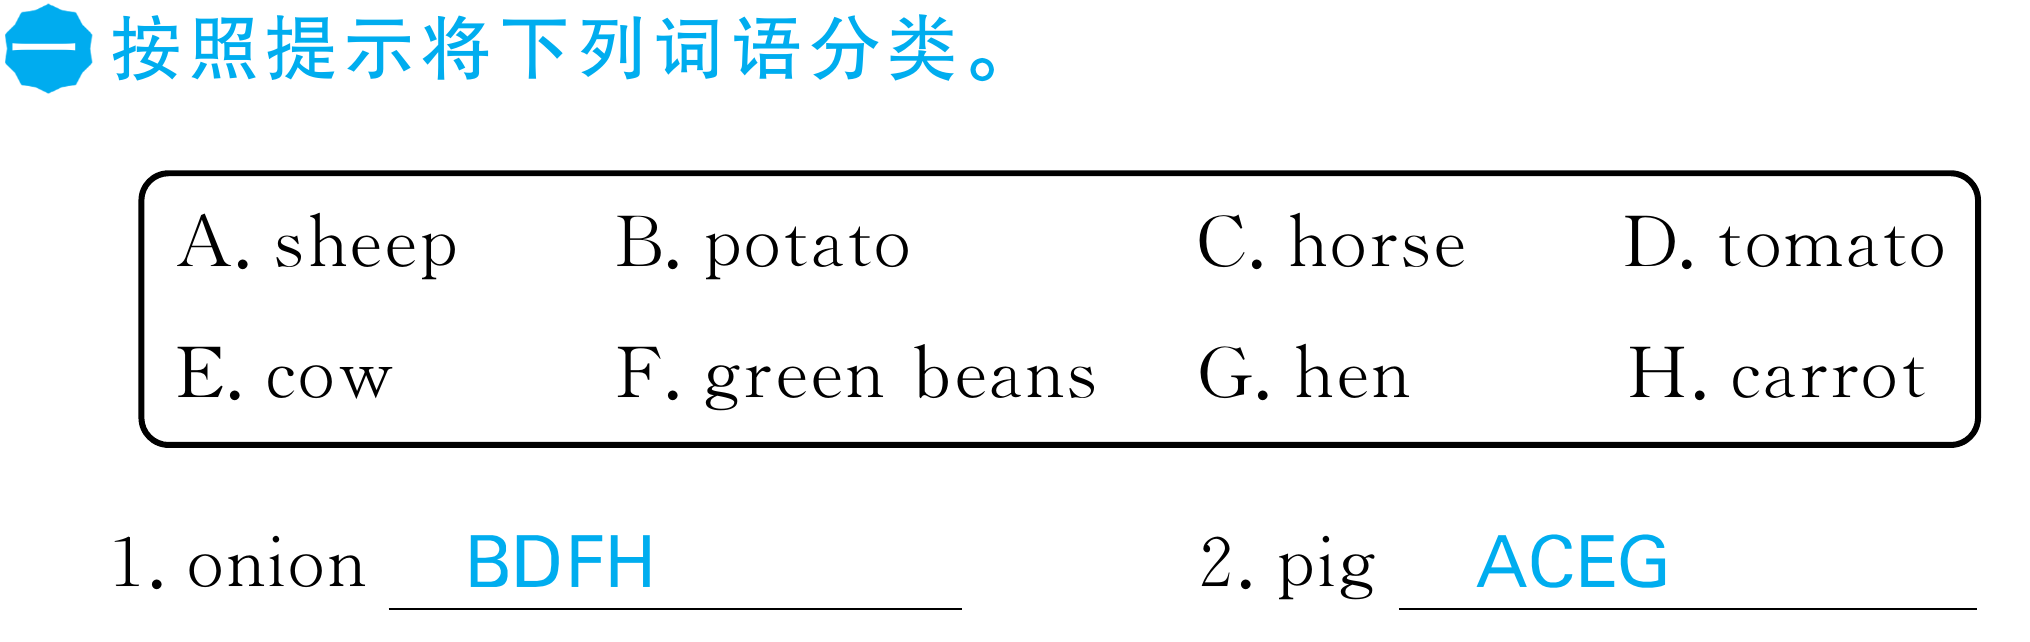 一 按照提示将下列词语分类。
A. sheep B. potato C. horse D. tomato
E. cow F. green beans G. hen H. carrot
1. onion BDFH 2. pig ACEG